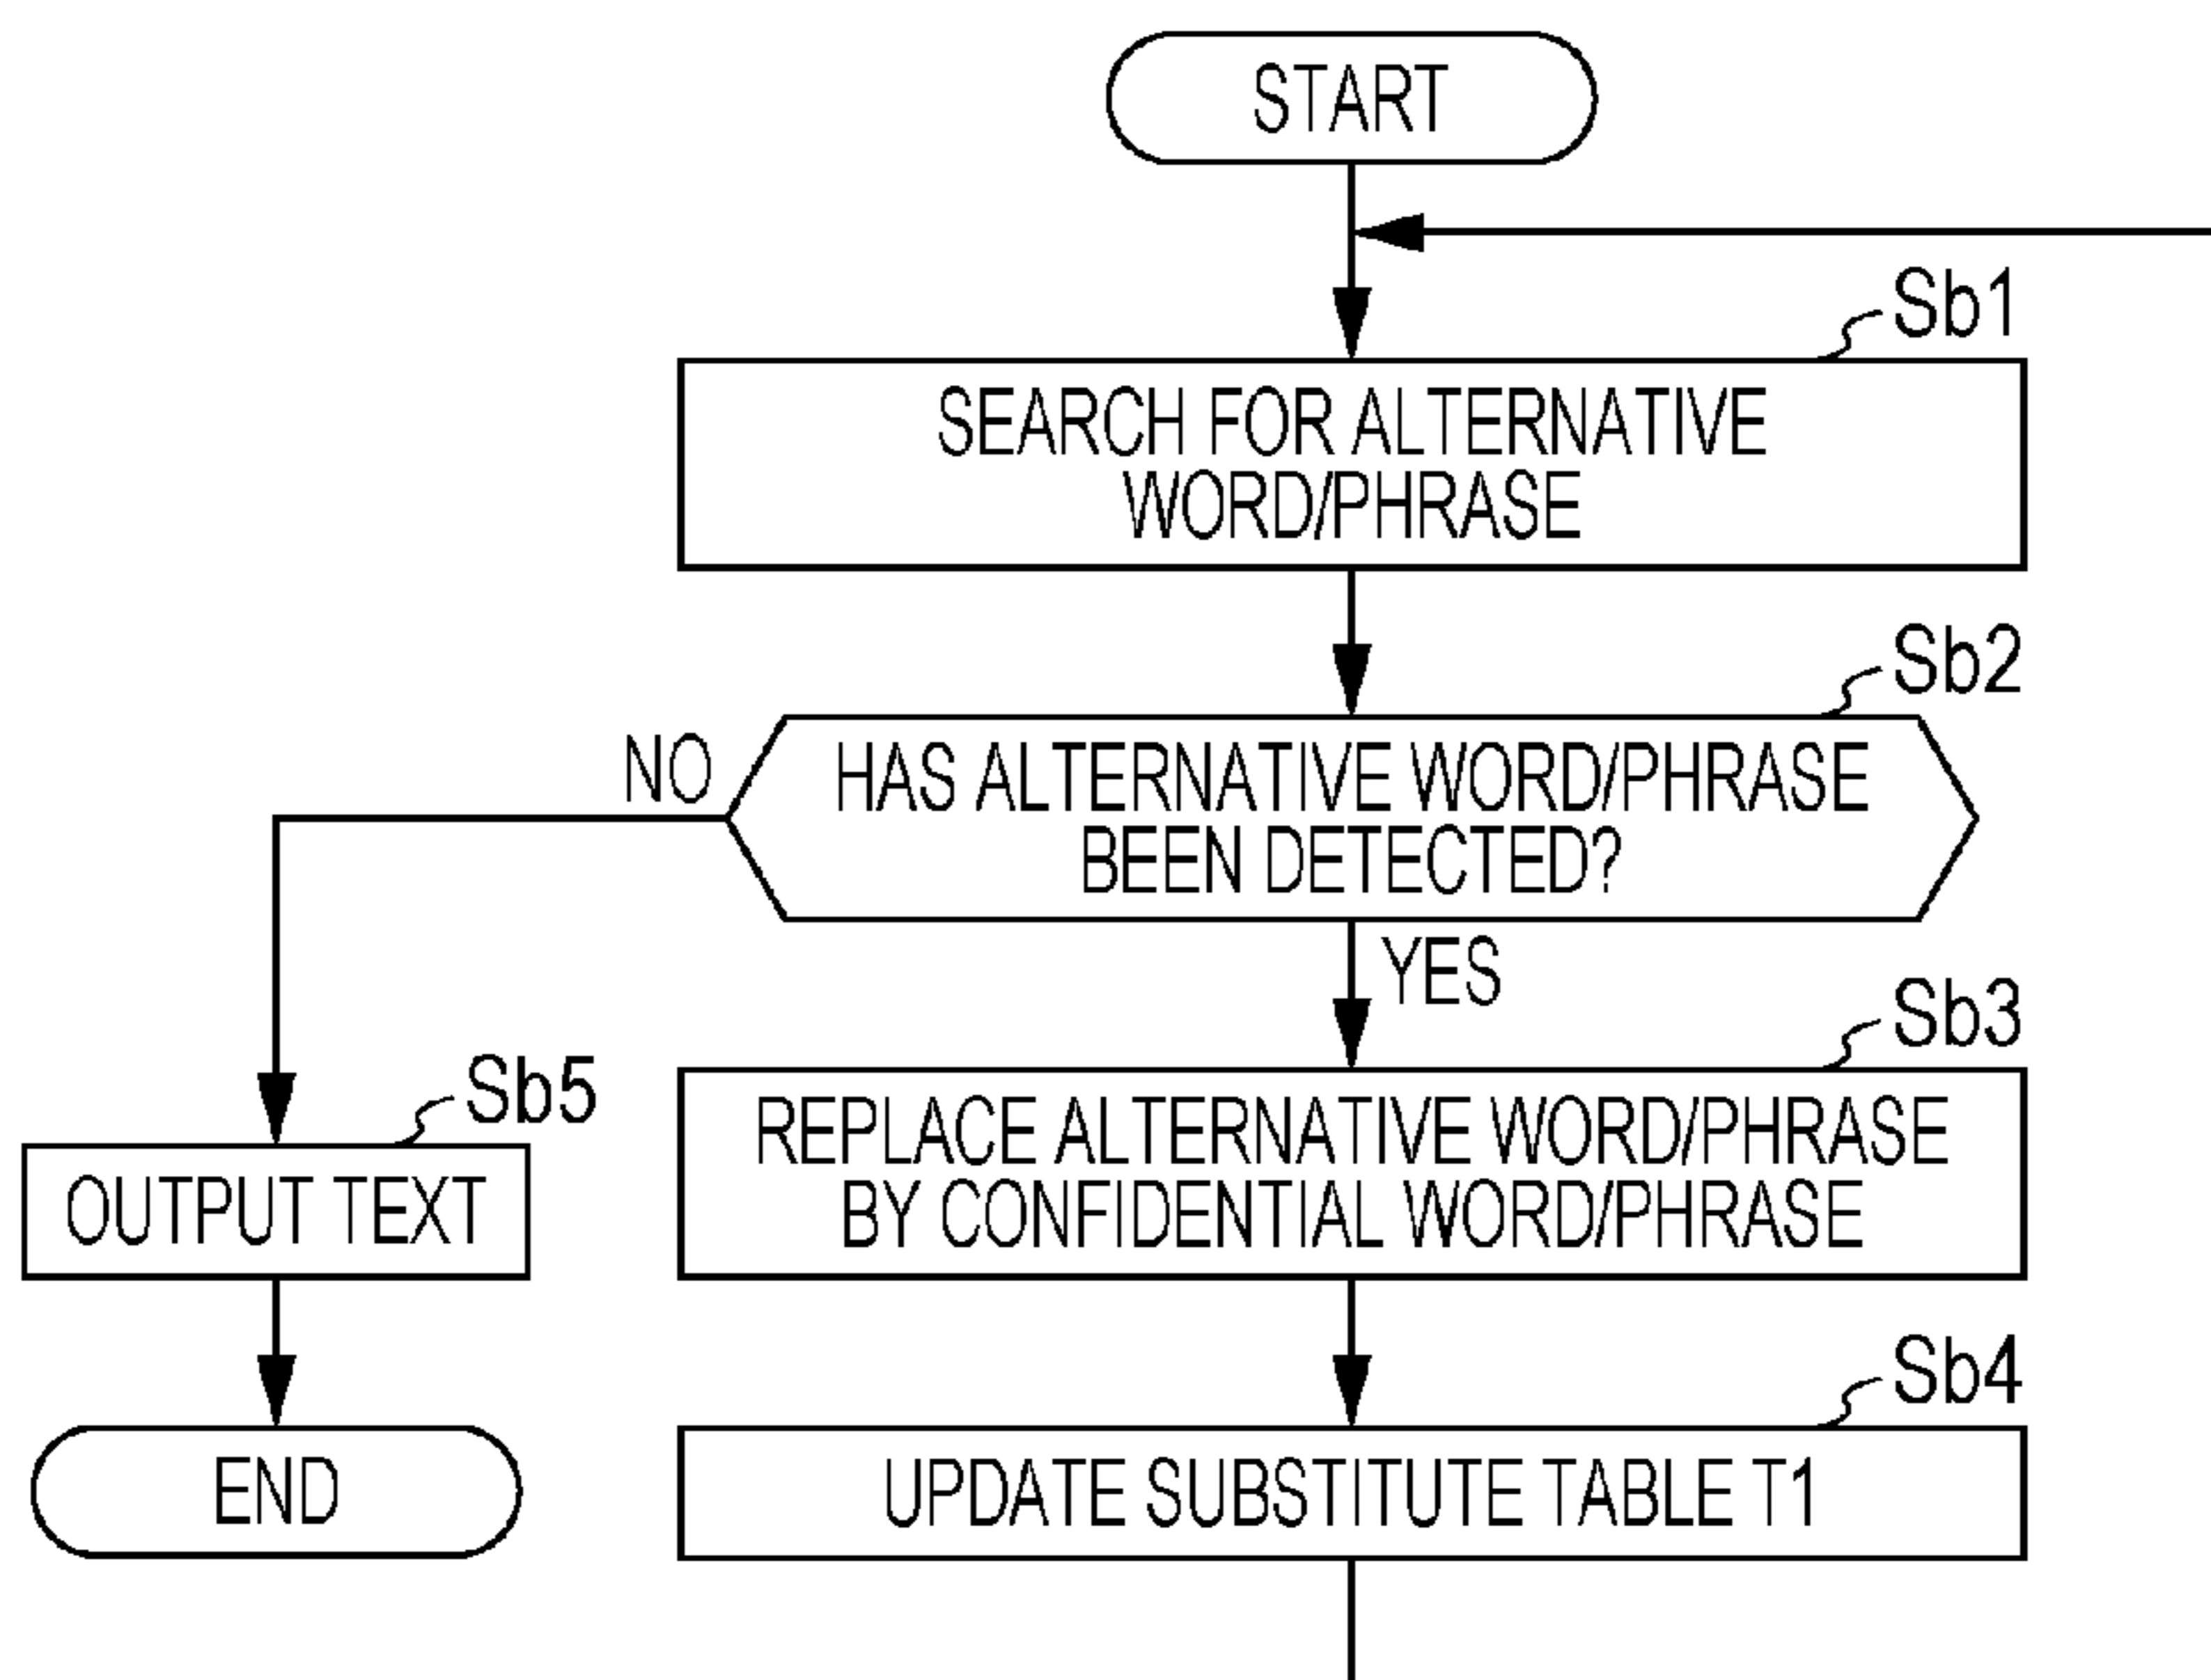 START
Sb1
SEARCH FOR ALTERNATIVE
WORD/PHRASE
Sb2
NO
HAS ALTERNATIVE WORD/PHRASE
BEEN DETECTED?
YES
Sb3
REPLACE ALTERNATIVE WORD/PHRASE
BY CONFIDENTIAL WORD/PHRASE
Sb5
OUTPUT TEXT
Sb4
UPDATE SUBSTITUTE TABLE T1
END